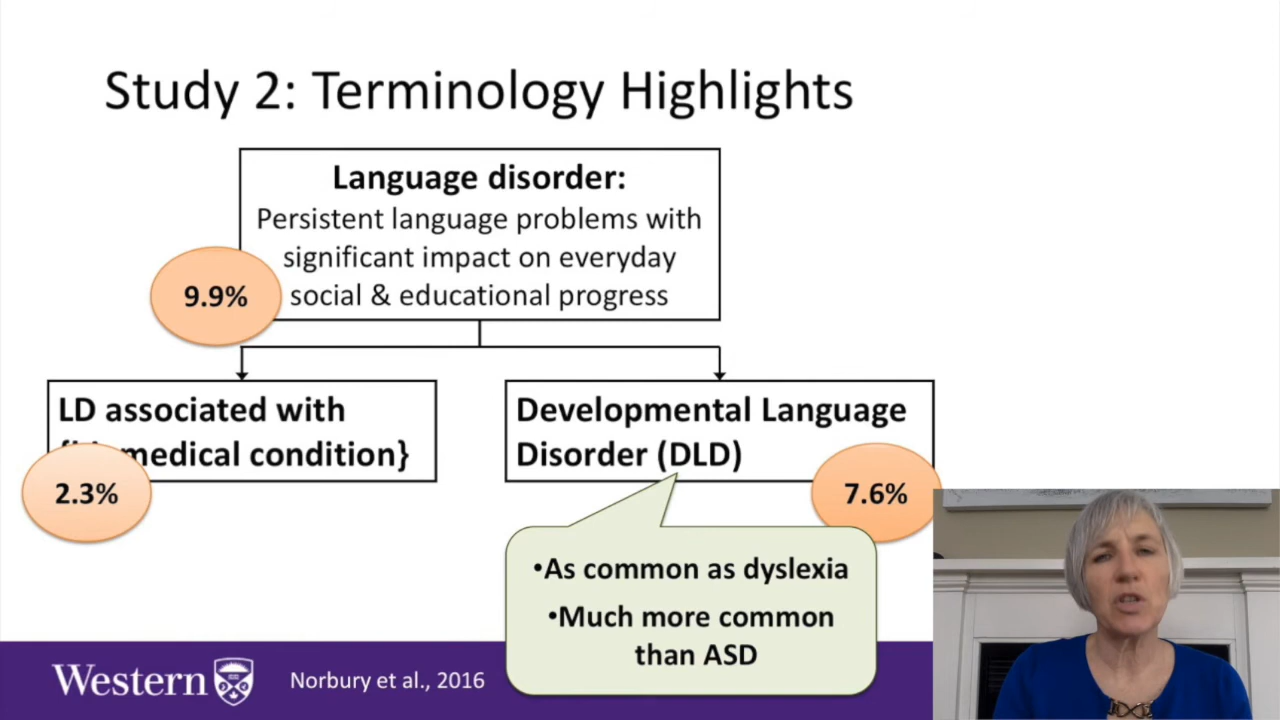 Study 2: Terminology Highlights
Language disorder:
Persistent language problems with
significant impact on everyday
social & educational progress
9.9%
LD associated with
medical condition}
2.3%
Developmental Language
Disorder (DLD)
7.6%
•As common as dyslexia
•Much more common
than ASD
Western
Norbury et al., 2016